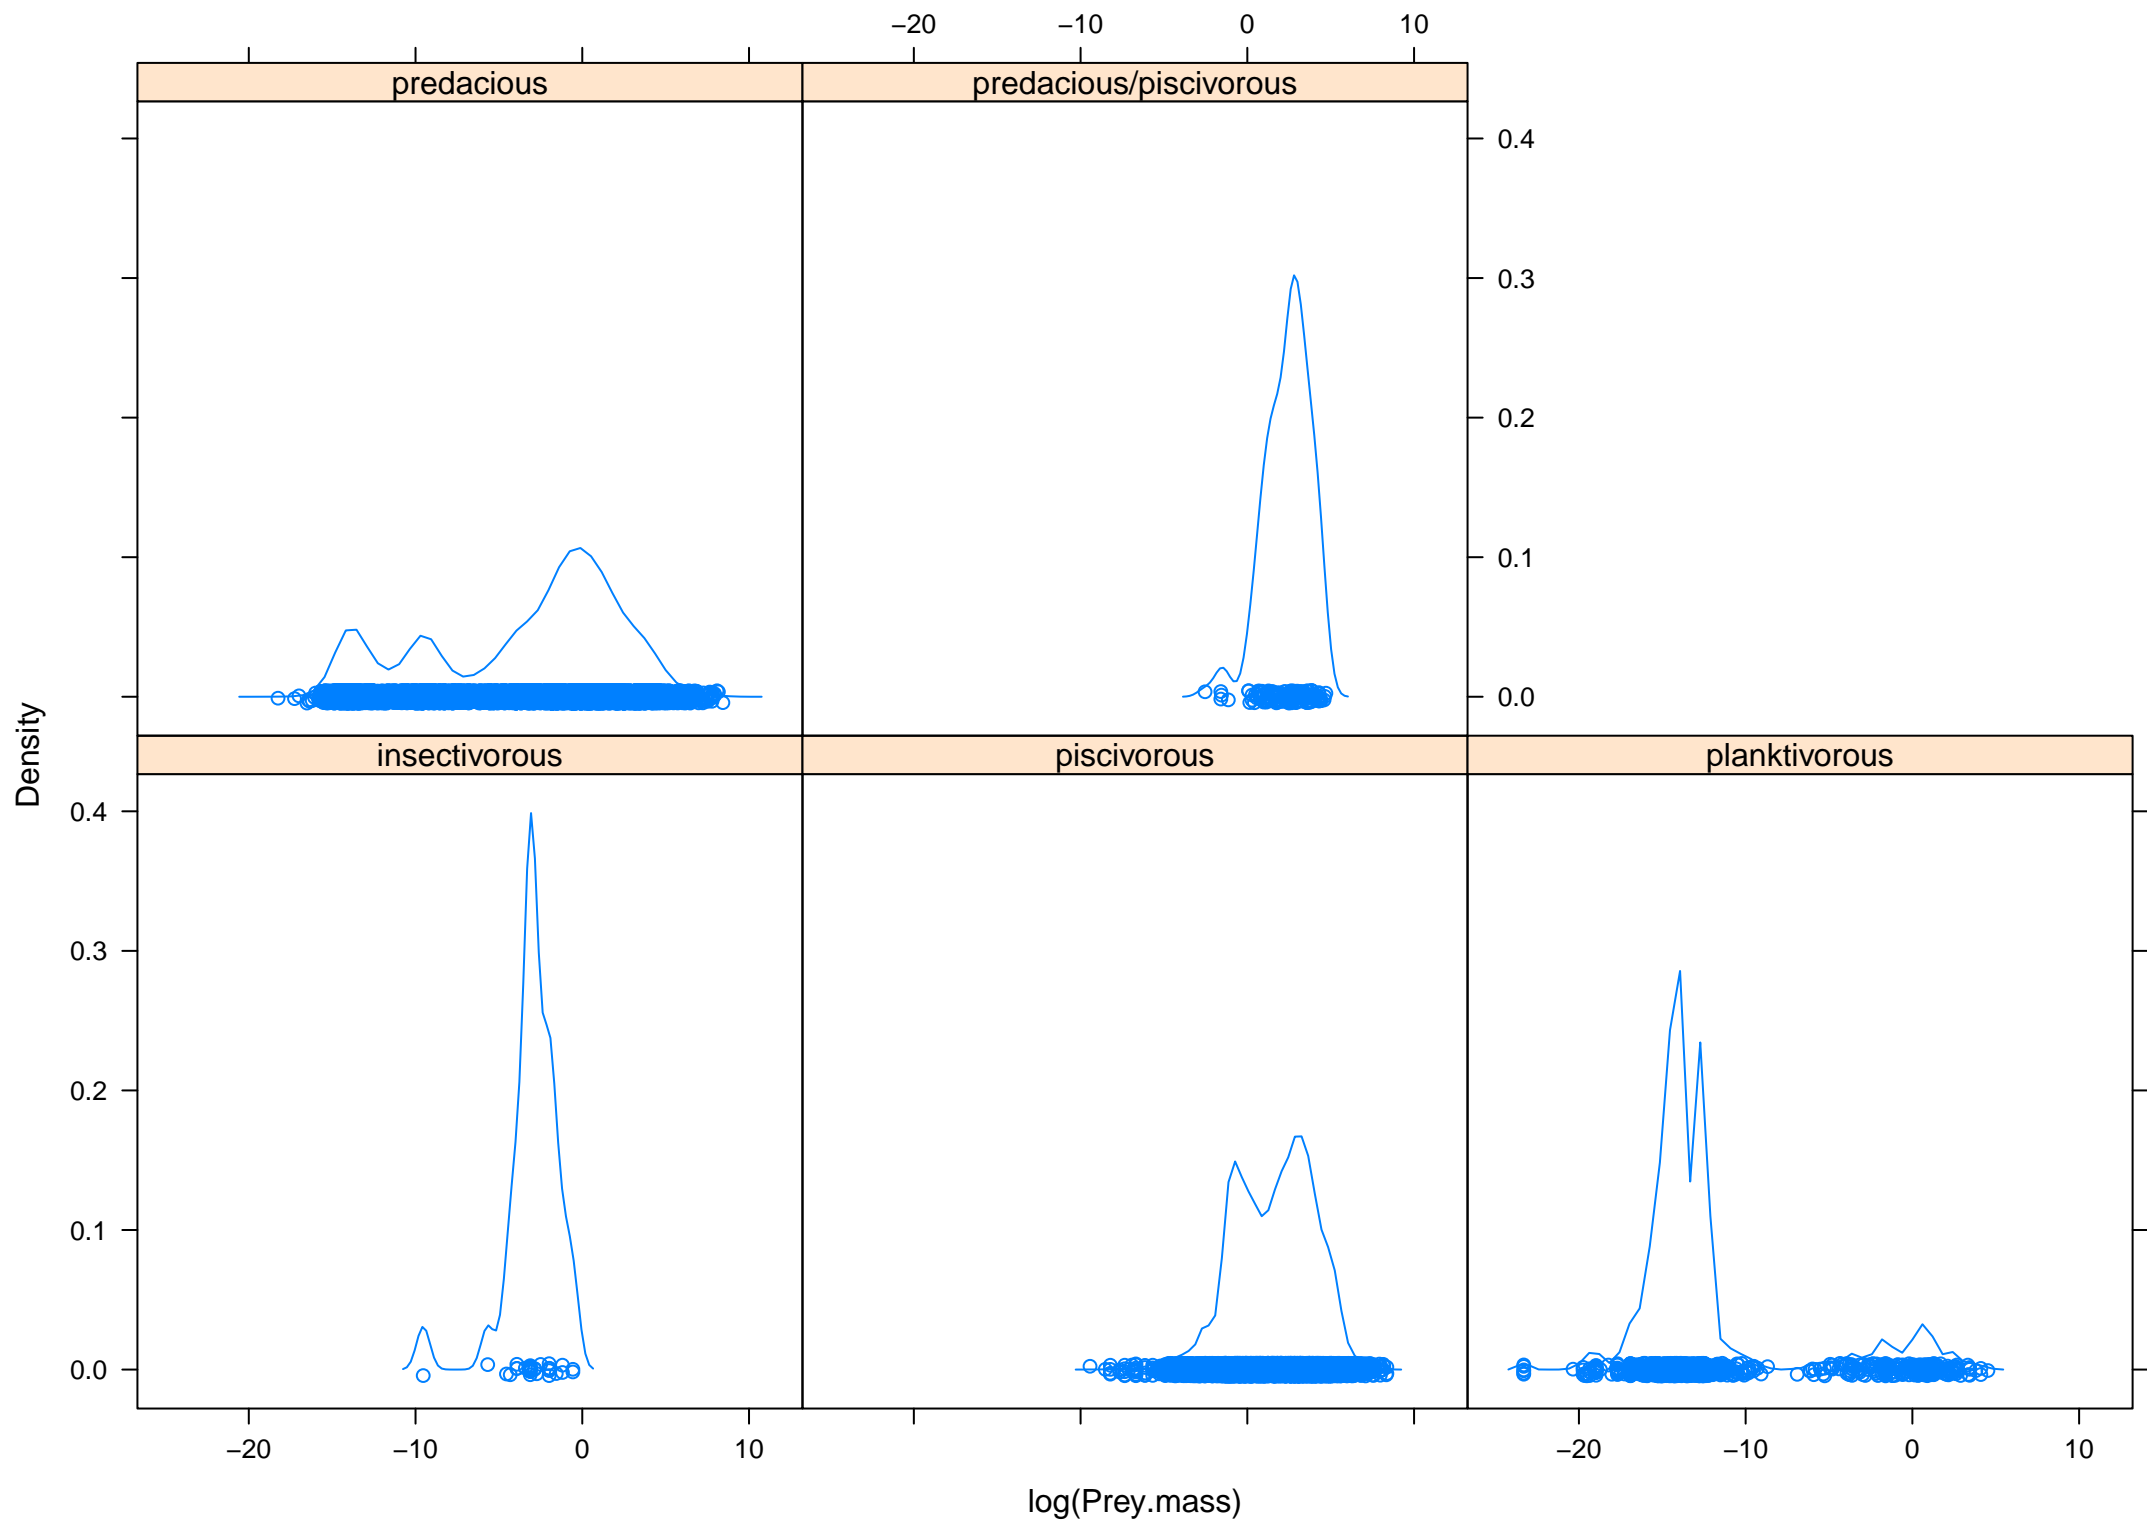 −20 −10 0 10
predacious predacious/piscivorous
0.4
0.3
0.2
0.1
0.0
Density
insectivorous piscivorous planktivorous
0.4
0.3
0.2
0.1
0.0
−20 −10 0 10 −20 −10 0 10
log(Prey.mass)